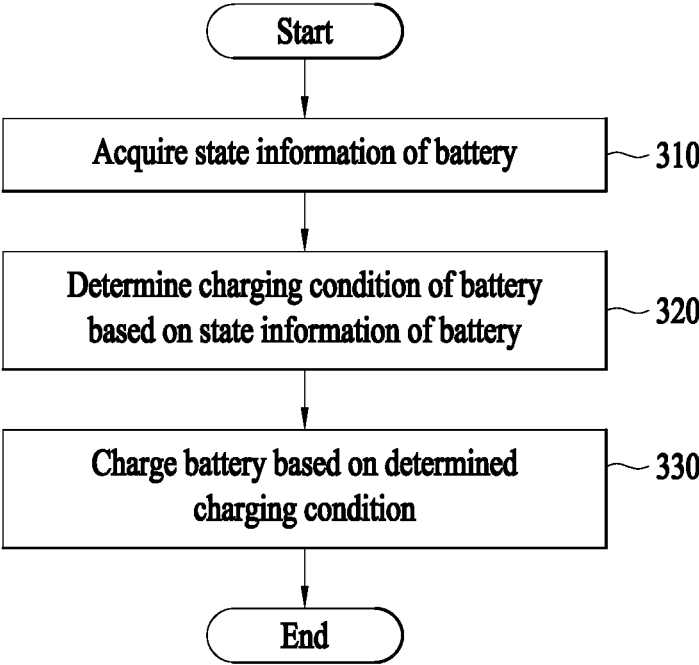 Start
Acquire state information of battery
310
Determine charging condition of battery
based on state information of battery
320
Charge battery based on determined
charging condition
330
End